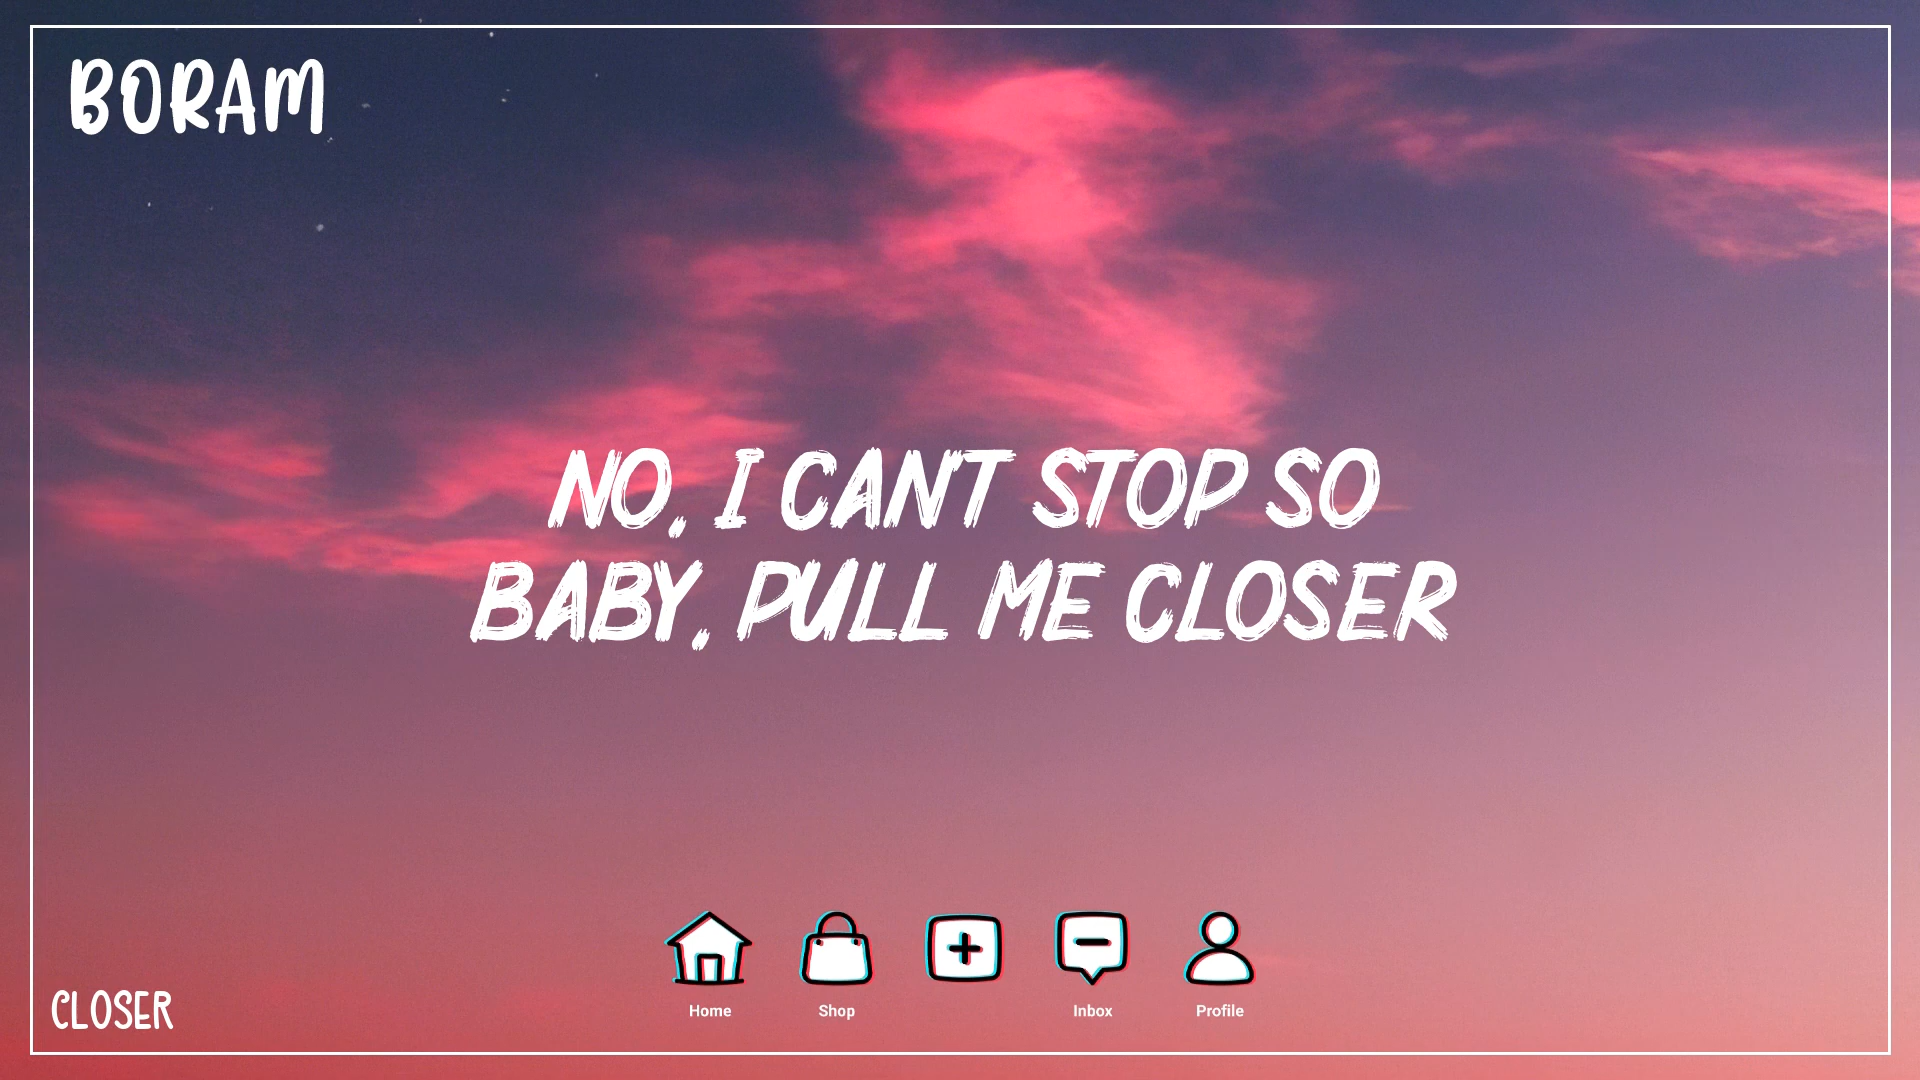 BORAM
NO, I CAN'T STOP SO
BABY, PULL ME CLOSER
Home
Shop
Inbox
Profile
CLOSER